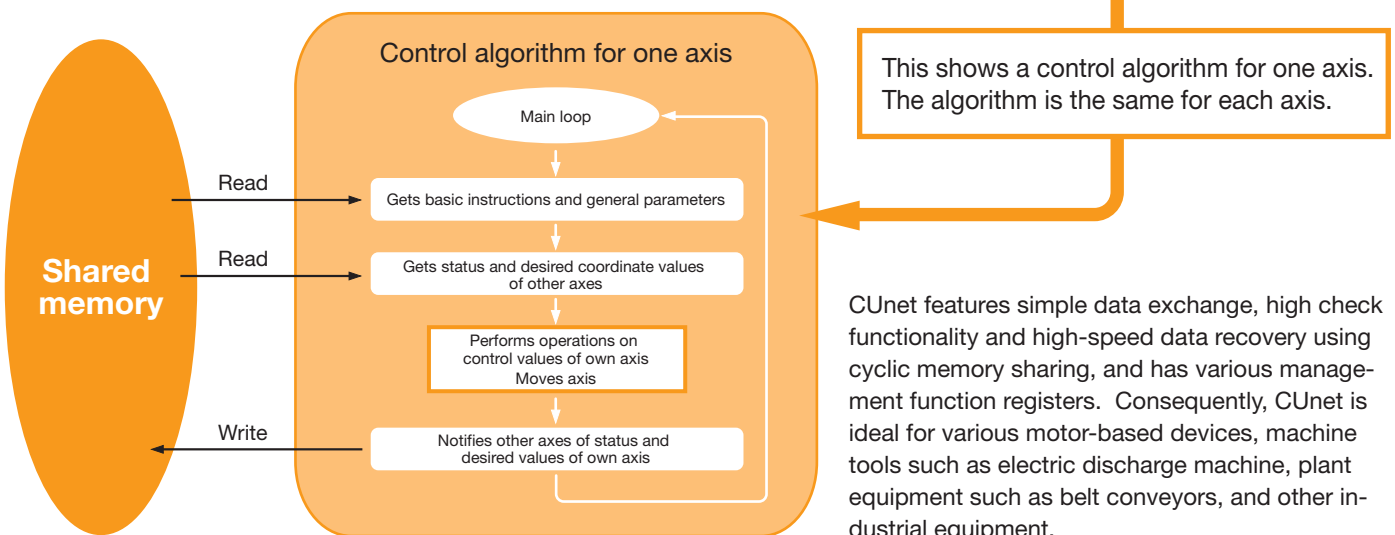 Control algorithm for one axis
Main loop
Read
Gets basic instructions and general parameters
Read
Gets status and desired coordinate values
of other axes
Shared
memory
Performs operations on
control values of own axis
Moves axis
Write
Notifies other axes of status and
desired values of own axis
This shows a control algorithm for one axis.
The algorithm is the same for each axis.
CUnet features simple data exchange, high check
functionality and high-speed data recovery using
cyclic memory sharing, and has various manage-
ment function registers.  Consequently, CUnet is
ideal for various motor-based devices, machine
tools such as electric discharge machine, plant
equipment such as belt conveyors, and other in-
dustrial equipment.